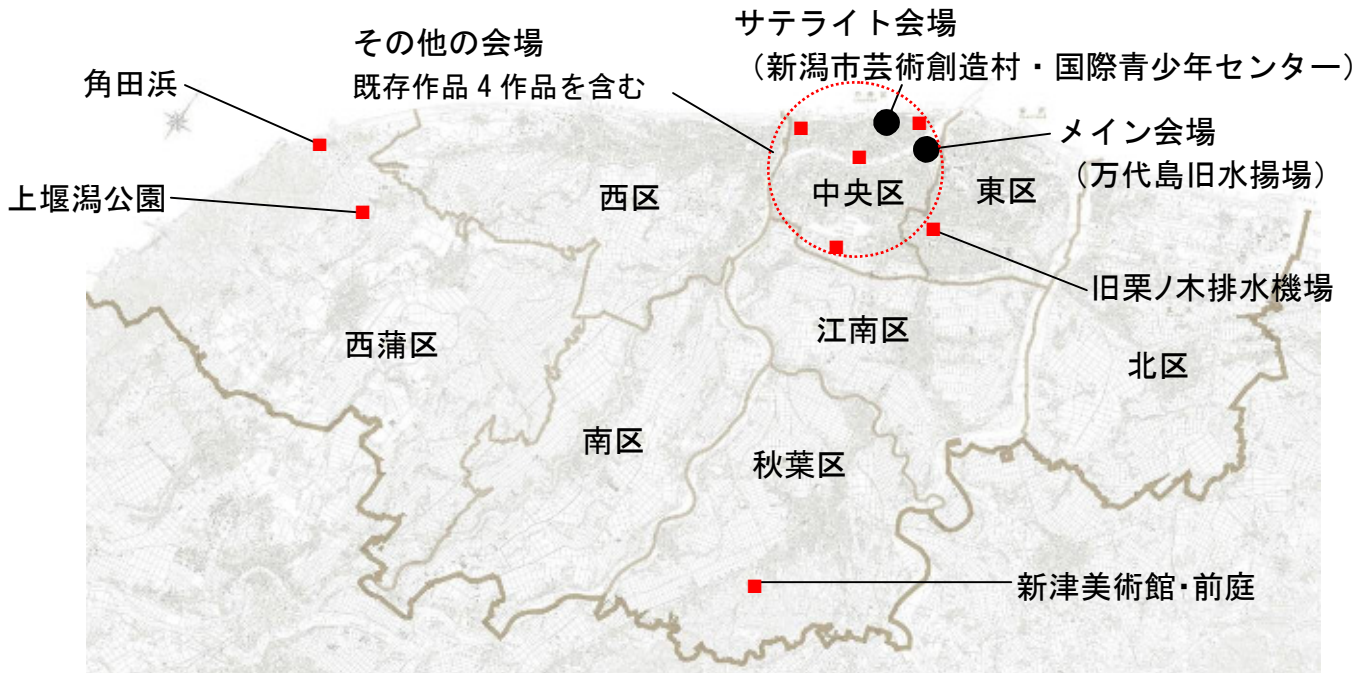 サテライト会場
（新潟市芸術創造村・国際青少年センター）
その他の会場
既存作品４作品を含む
角田浜
メイン会場
（万代島旧水揚場）
上堰潟公園
西区
中央区
東区
旧栗ノ木排水機場
西蒲区
江南区
北区
南区
秋葉区
新津美術館・前庭